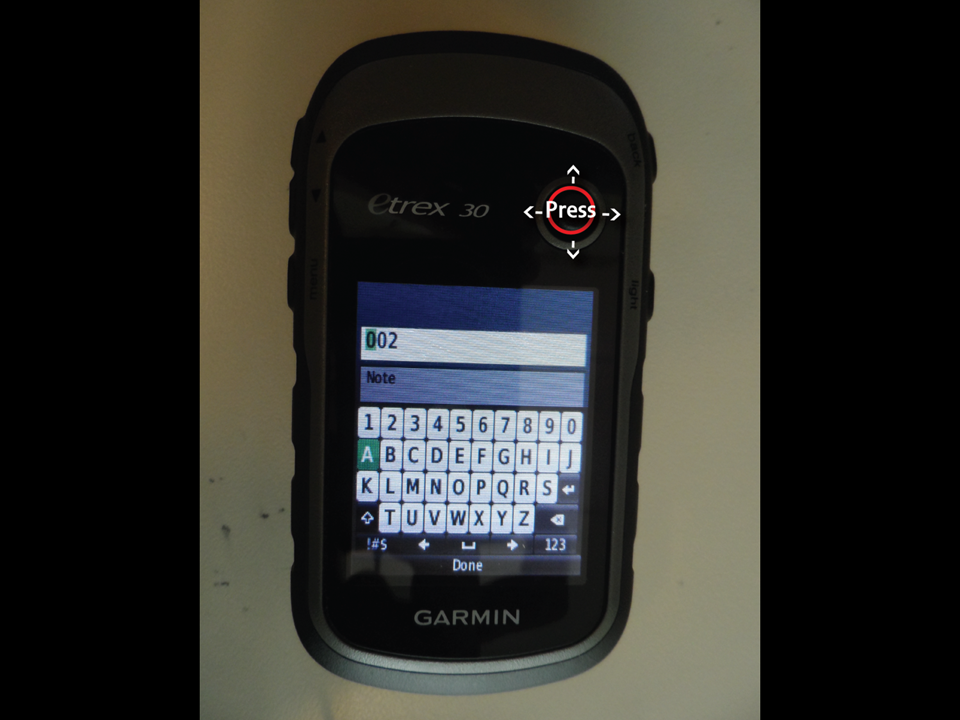 back
etrex 30
<-Press->
menu
light
002
Note
1 2 3 4 5 6 7 8 9 0
A B C D E F G H I J
K L M N O P Q R S
T U V W X Y Z
!#$ 123
Done
GARMIN